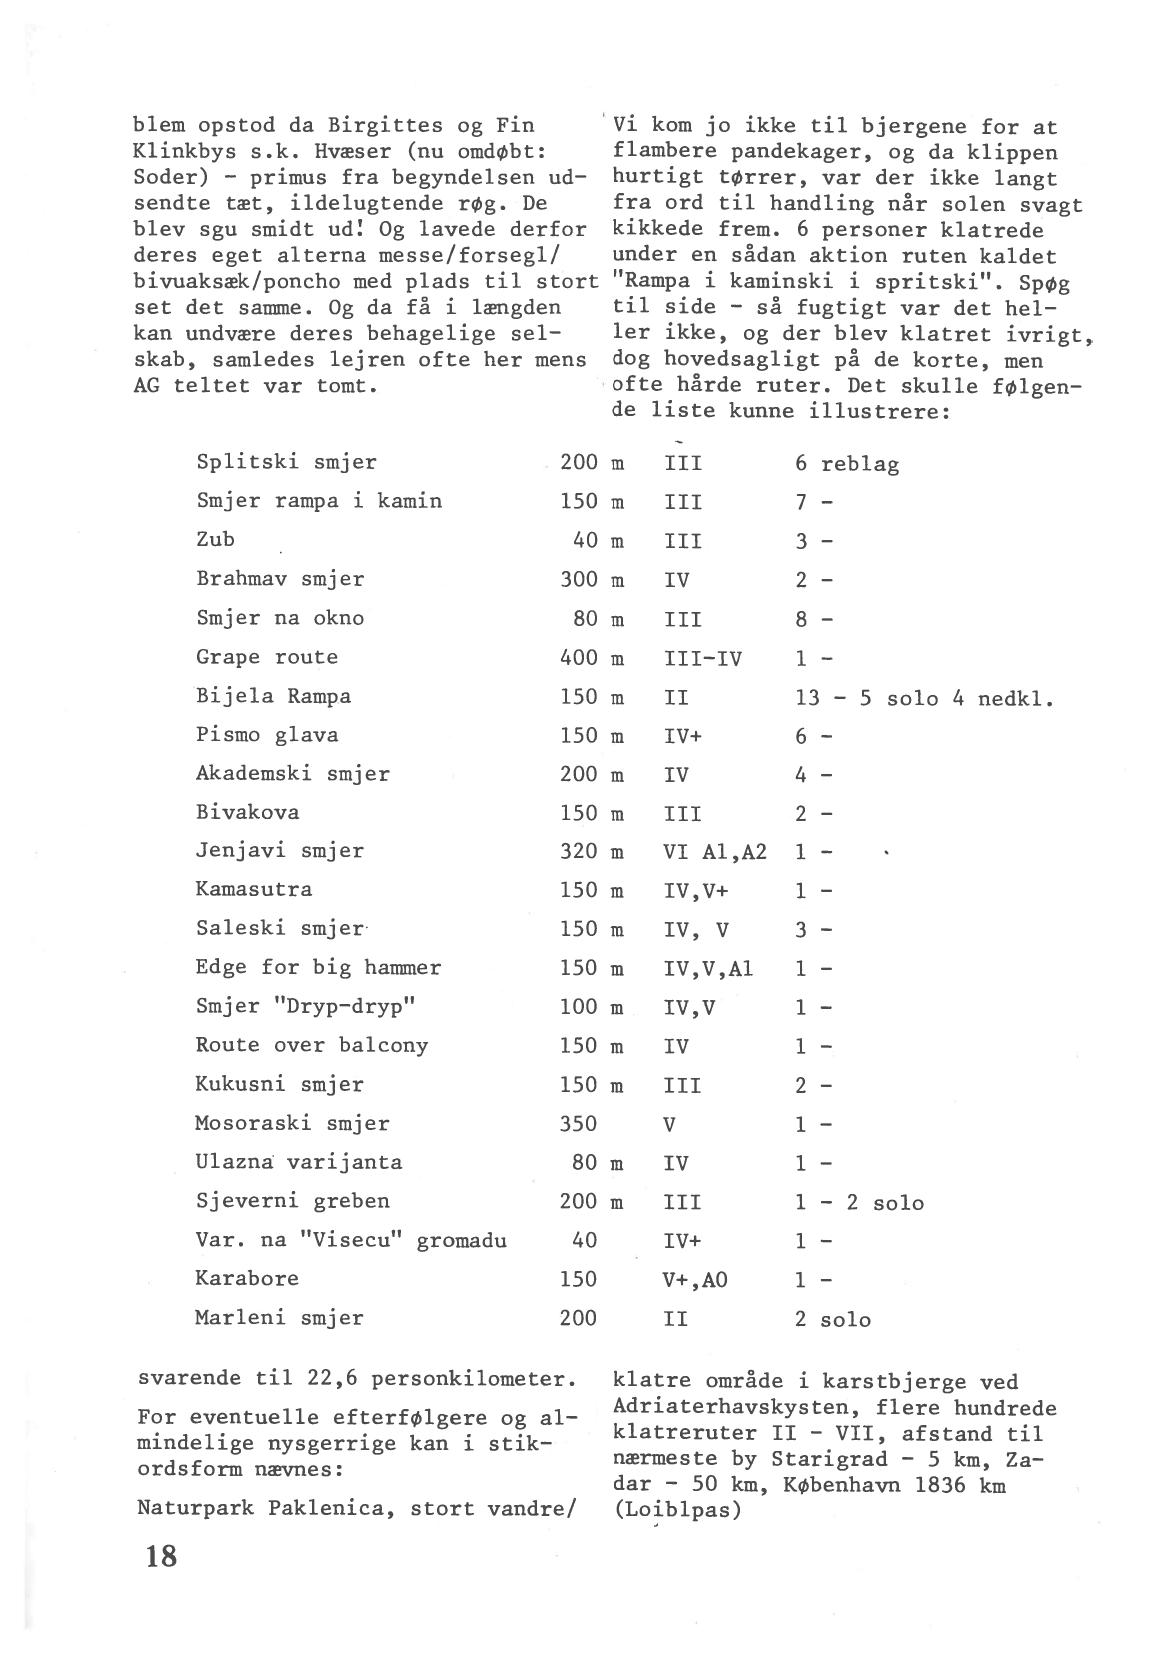 blem opstod da Birgittes og Fin
Klinkbys s.k. Hvæser (nu omdøbt:
Soder) - primus fra begyndelsen ud-
sendte tæt, ildelugtende røg. De
blev sgu smidt ud! Og lavede derfor
deres eget alterna messe/forsegl/
bivuaksæk/poncho med plads til stort
set det samme. Og da få i længden
kan undvære deres behagelige sel-
skab, samledes lejren ofte her mens
AG teltet var tomt.
Vi kom jo ikke til bjergene for at
flambere pandekager, og da klippen
hurtigt tørrer, var der ikke langt
fra ord til handling når solen svagt
kikkede frem. 6 personer klatrede
under en sådan aktion ruten kaldet
"Rampa i kaminski i spritski". Spøg
til side - så fugtigt var det hel-
ler ikke, og der blev klatret ivrigt,
dog hovedsagligt på de korte, men
ofte hårde ruter. Det skulle følgen-
de liste kunne illustrere:
Splitski smjer 200 m III 6 reblag
Smjer rampa i kamin 150 m III 7 -
Zub 40 m III 3 -
Brahmav smjer 300 m IV 2 -
Smjer na okno 80 m III 8 -
Grape route 400 m III-IV 1 -
Bijela Rampa 150 m II 13 - 5 solo 4 nedkl.
Pismo glava 150 m IV+ 6 -
Akademski smjer 200 m IV 4 -
Bivakova 150 m III 2 -
Jenjavi smjer 320 m VI A1,A2 1 -
Kamasutra 150 m IV,V+ 1 -
Saleski smjer 150 m IV, V 3 -
Edge for big hammer 150 m IV,V,A1 1 -
Smjer "Dryp-dryp" 100 m IV,V 1 -
Route over balcony 150 m IV 1 -
Kukusni smjer 150 m III 2 -
Mosoraski smjer 350 V 1 -
Ulazna varijanta 80 m IV 1 -
Sjeverni greben 200 m III 1 - 2 solo
Var. na "Visecu" gromadu 40 IV+ 1 -
Karabore 150 V+,A0 1 -
Marleni smjer 200 II 2 solo
svarende til 22,6 personkilometer.
For eventuelle efterfølgere og al-
mindelige nysgerrige kan i stik-
ordsform nævnes:
Naturpark Paklenica, stort vandre/
klatre område i karstbjerge ved
Adriaterhavskysten, flere hundrede
klatreruter II - VII, afstand til
nærmeste by Starigrad - 5 km, Za-
dar - 50 km, København 1836 km
(Loiblpas)
18